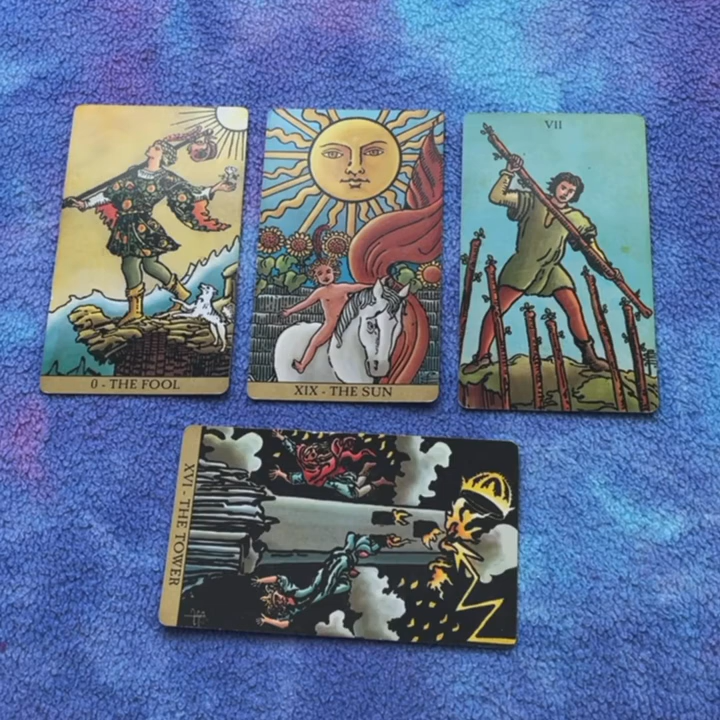 VII
0 - THE FOOL
XIX - THE SUN
XVI - THE TOWER